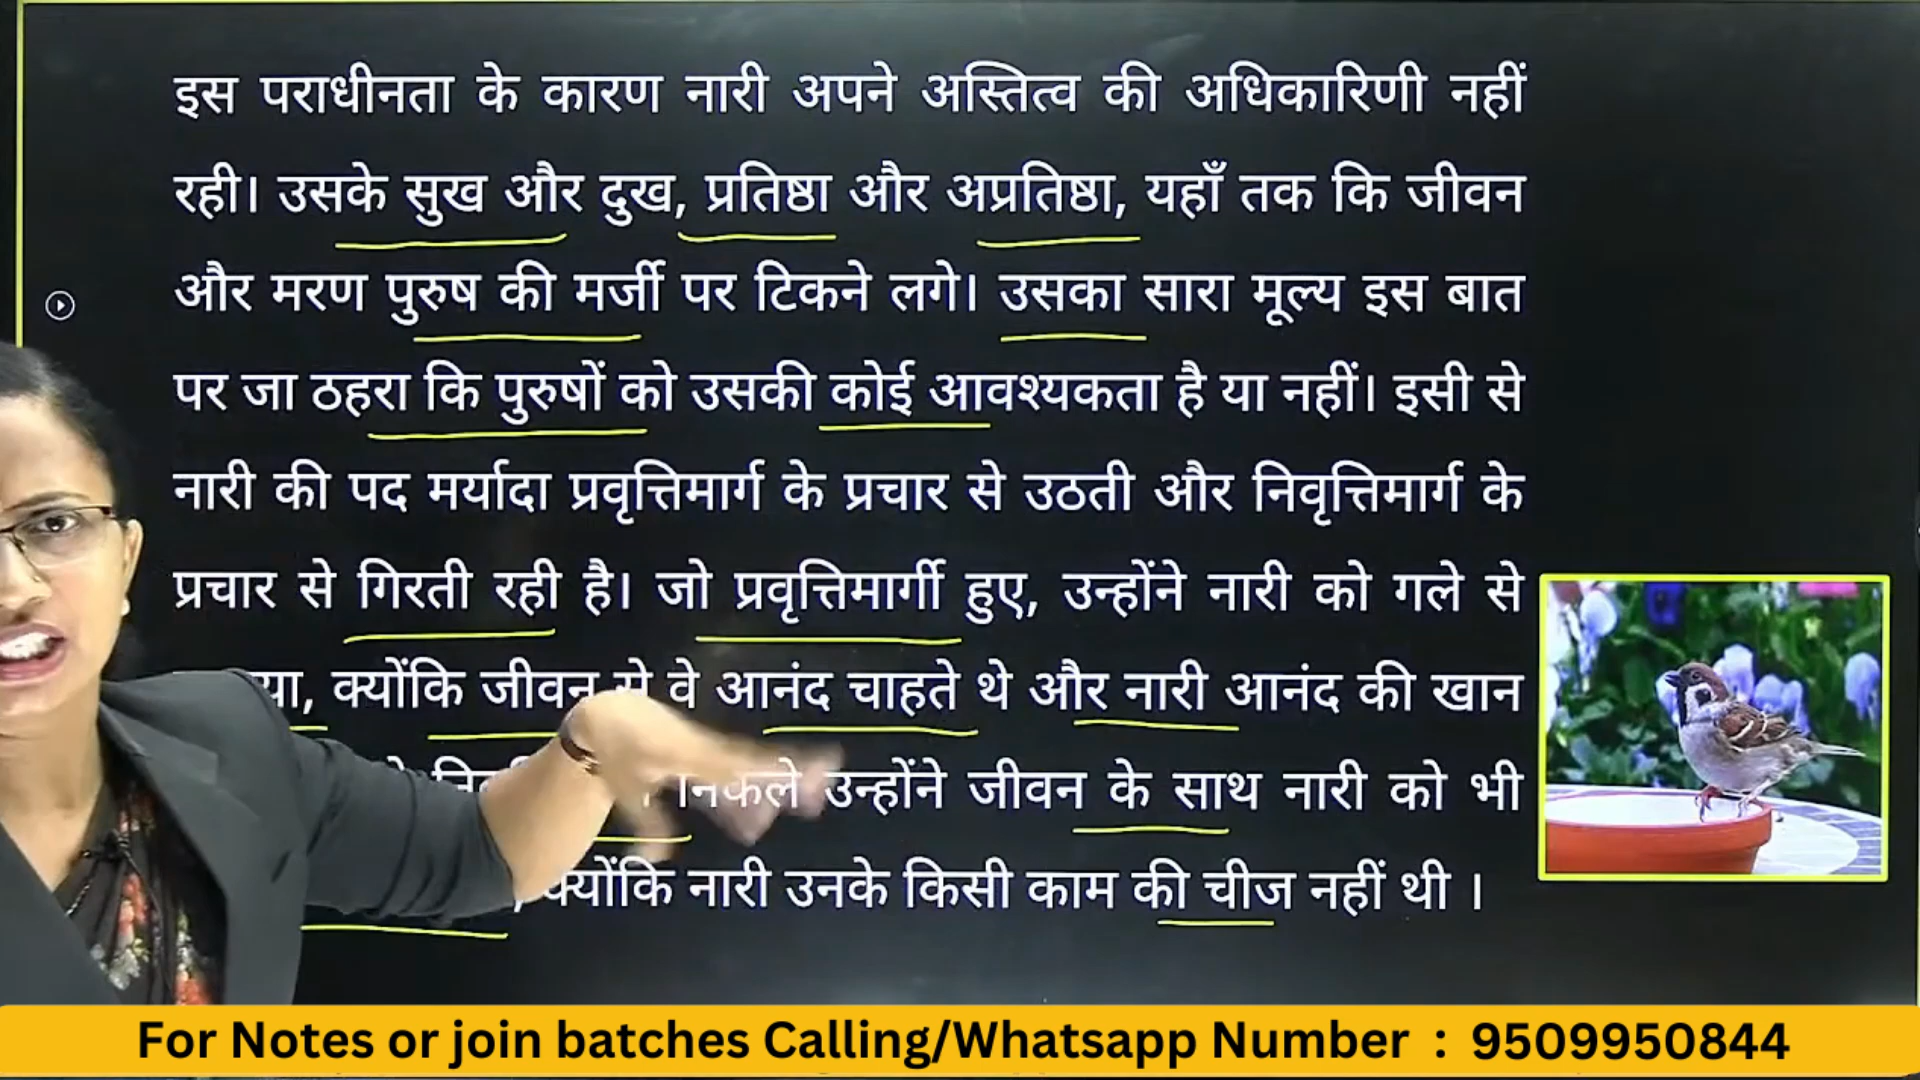 इस पराधीनता के कारण नारी अपने अस्तित्व की अधिकारिणी नहीं
रही। उसके सुख और दुख, प्रतिष्ठा और अप्रतिष्ठा, यहाँ तक कि जीवन
और मरण पुरुष की मर्जी पर टिकने लगे। उसका सारा मूल्य इस बात
पर जा ठहरा कि पुरुषों को उसकी कोई आवश्यकता है या नहीं। इसी से
नारी की पद मर्यादा प्रवृत्तिमार्ग के प्रचार से उठती और निवृत्तिमार्ग के
प्रचार से गिरती रही है। जो प्रवृत्तिमार्गी हुए, उन्होंने नारी को गले से
क्योंकि जीवन से वे आनंद चाहते थे और नारी आनंद की खान
निकले उन्होंने जीवन के साथ नारी को भी
क्योंकि नारी उनके किसी काम की चीज नहीं थी ।
For Notes or join batches Calling/Whatsapp Number : 9509950844